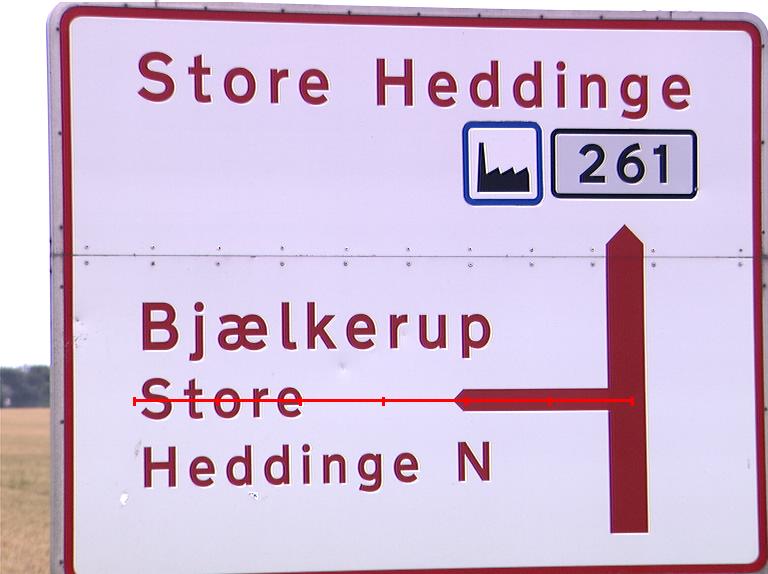 Store Heddinge
261
Bjælkerup
Store
Heddinge N